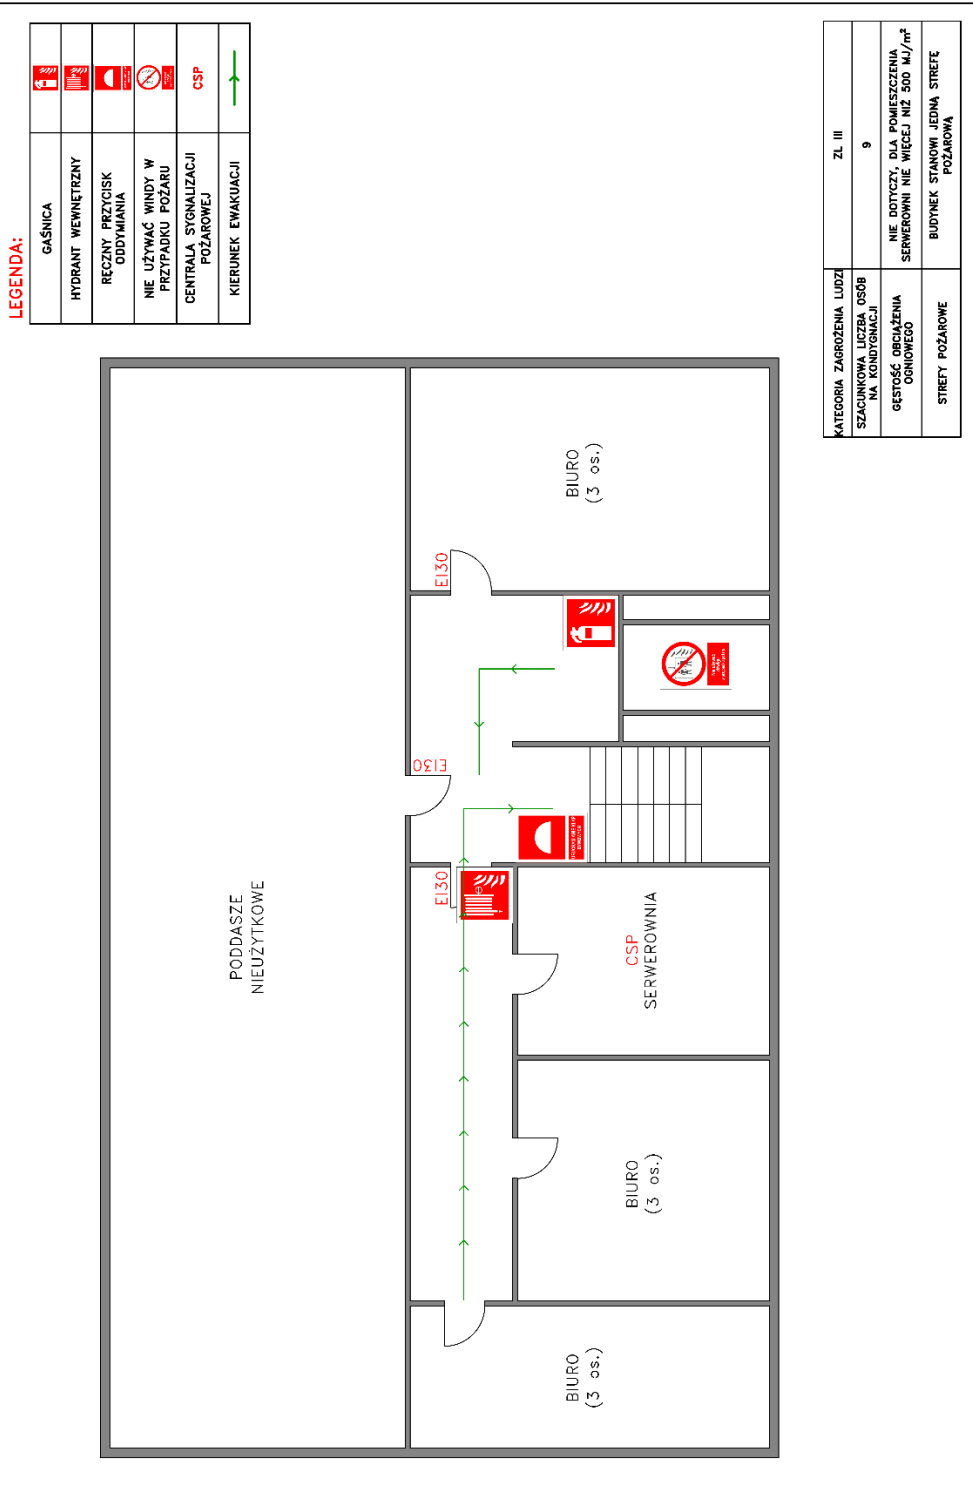 LEGENDA:
GAŚNICA
HYDRANT WEWNĘTRZNY
RĘCZNY PRZYCISK
ODDYMIANIA
NIE UŻYWAĆ WINDY W
PRZYPADKU POŻARU
CENTRALA SYGNALIZACJI
POŻAROWEJ
CSP
KIERUNEK EWAKUACJI
KATEGORIA ZAGROŻENIA LUDZI
ZL III
SZACUNKOWA LICZBA OSÓB
NA KONDYGNACJI
9
GĘSTOŚĆ OBCIĄŻENIA
OGNIOWEGO
NIE DOTYCZY, DLA POMIESZCZENIA
SERWEROWNI NIE WIĘCEJ NIŻ 500 MJ/m²
STREFY POŻAROWE
BUDYNEK STANOWI JEDNĄ STREFĘ
POŻAROWĄ
PODDASZE
NIEUŻYTKOWE
BIURO
(3 os.)
BIURO
(3 os.)
CSP
SERWEROWNIA
BIURO
(3 os.)
EI30
EI30
EI30